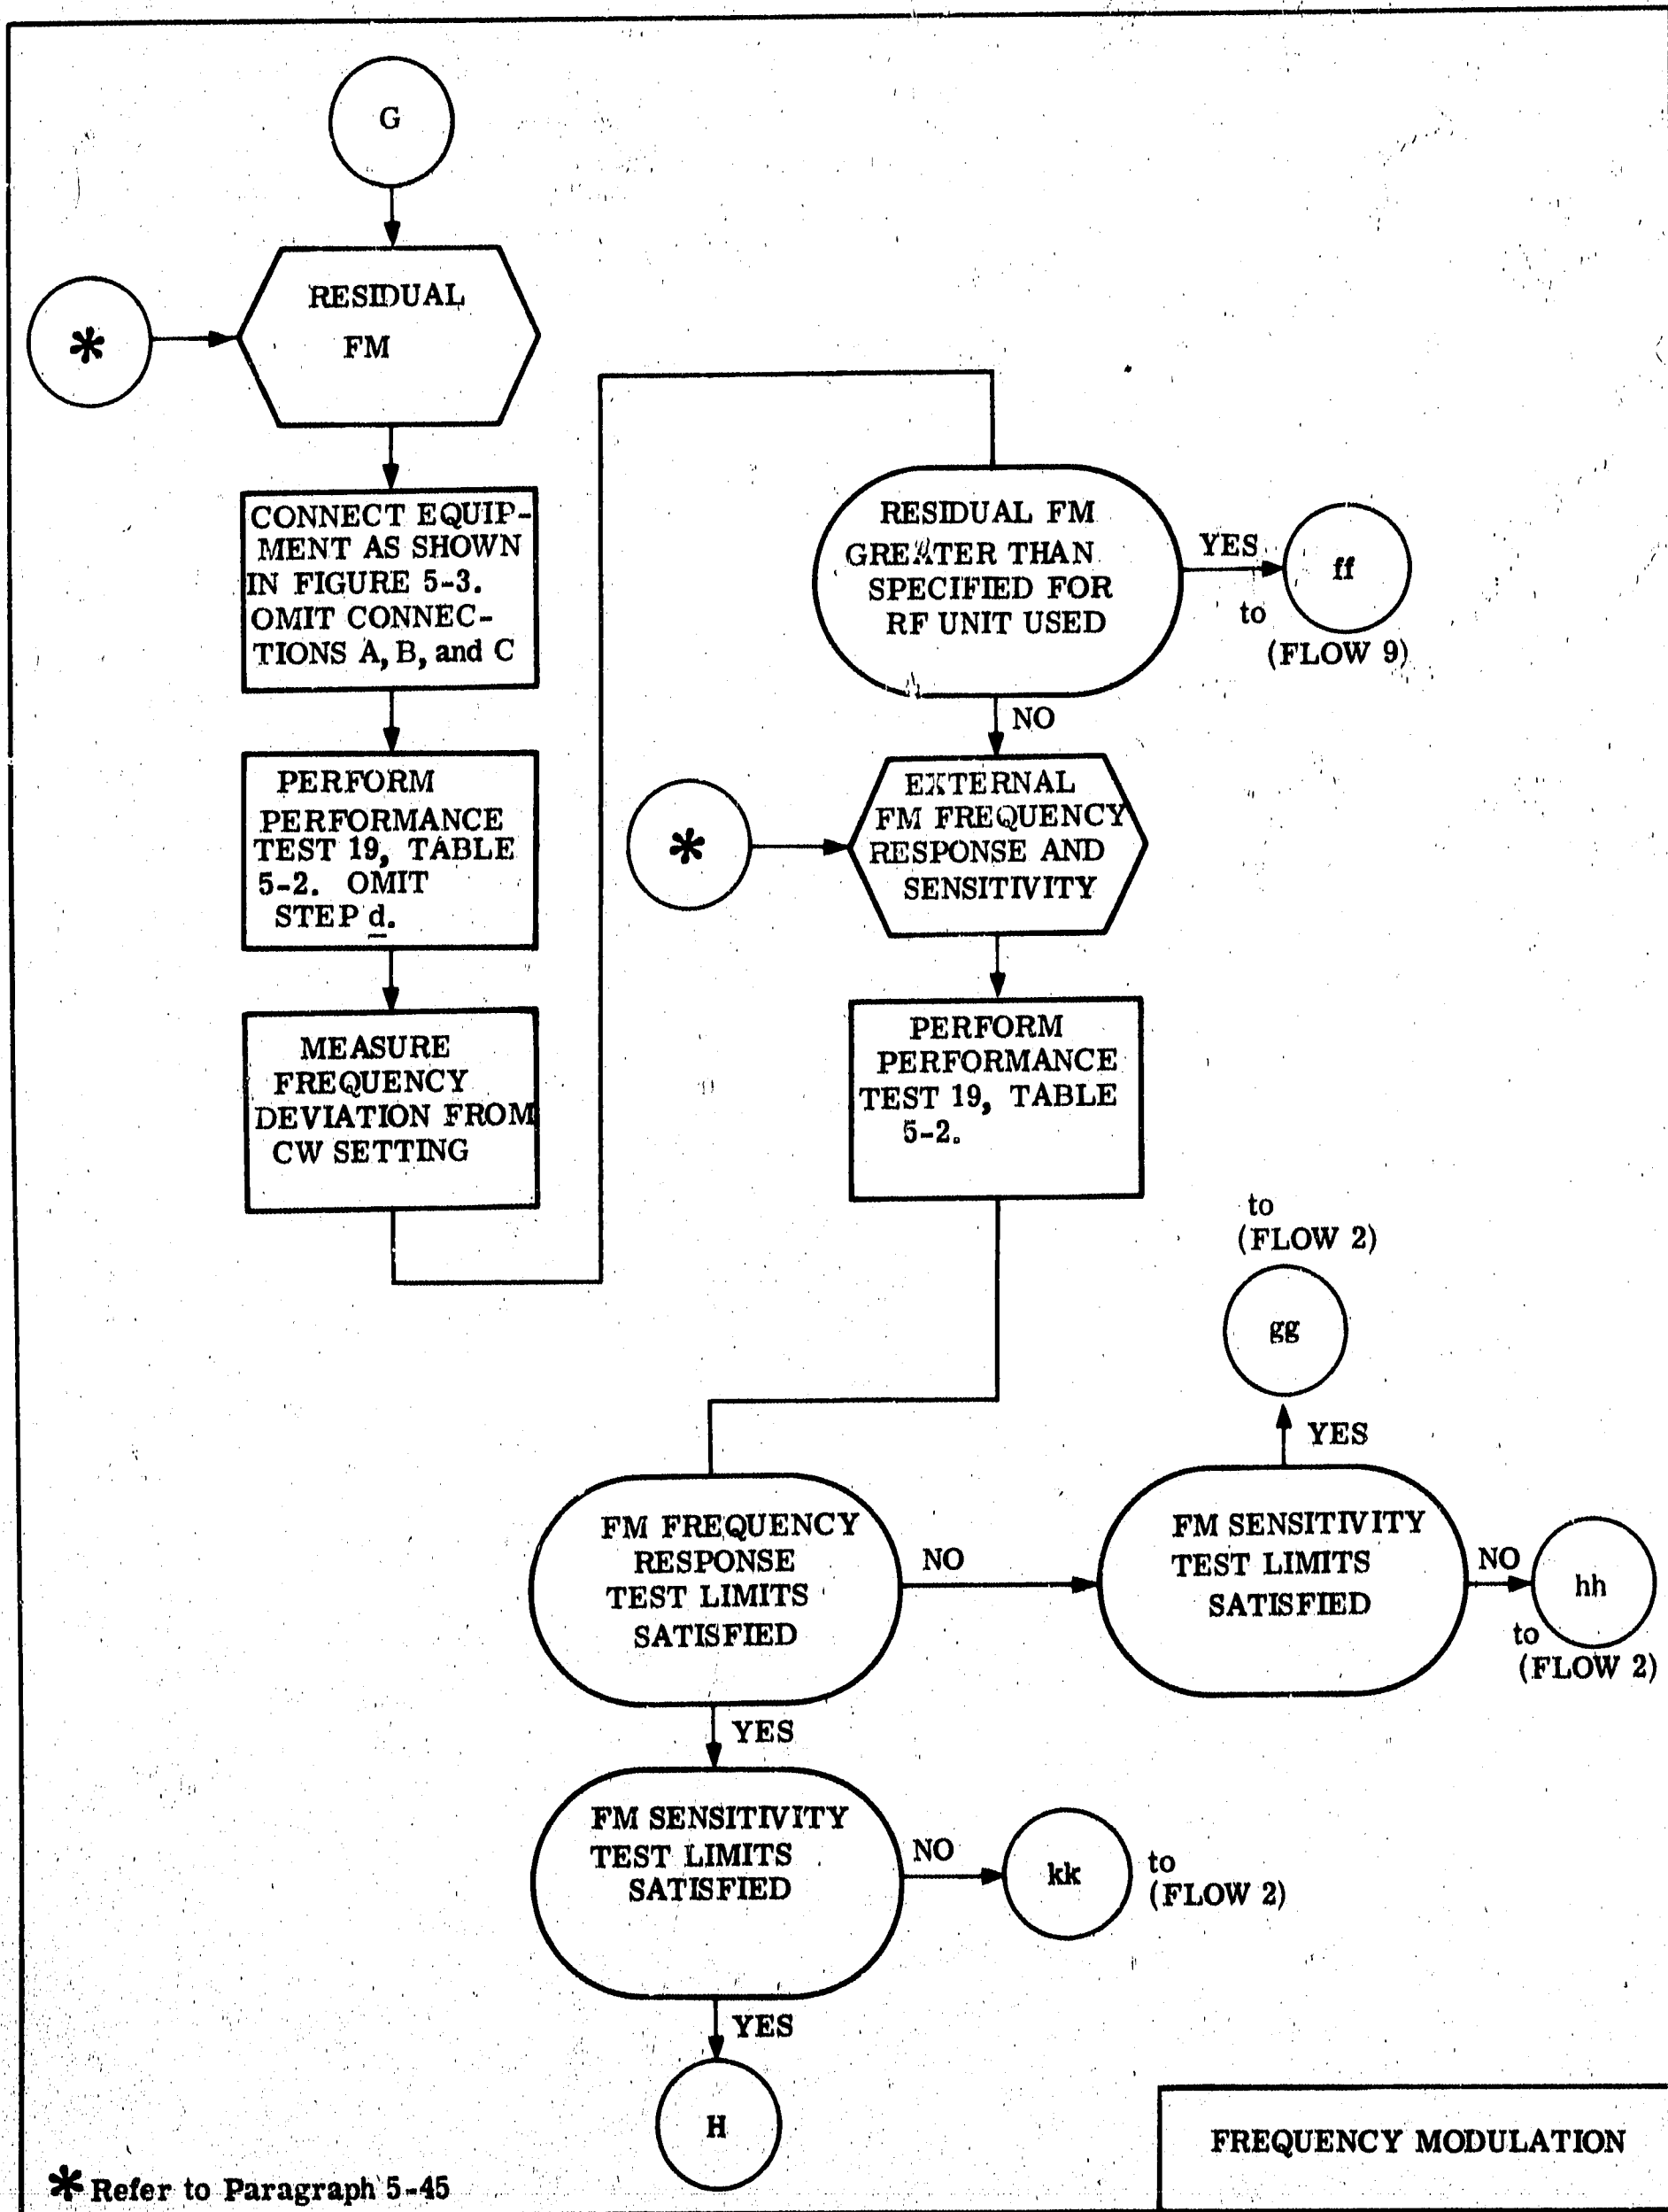 G
*
RESIDUAL
FM
CONNECT EQUIP-
MENT AS SHOWN
IN FIGURE 5-3.
OMIT CONNEC-
TIONS A, B, and C
PERFORM
PERFORMANCE
TEST 19, TABLE
5-2. OMIT
STEP d.
MEASURE
FREQUENCY
DEVIATION FROM
CW SETTING
RESIDUAL FM
GREATER THAN
SPECIFIED FOR
RF UNIT USED
YES
ff
to
(FLOW 9)
NO
*
EXTERNAL
FM FREQUENCY
RESPONSE AND
SENSITIVITY
PERFORM
PERFORMANCE
TEST 19, TABLE
5-2.
to
(FLOW 2)
gg
YES
FM FREQUENCY
RESPONSE
TEST LIMITS
SATISFIED
NO
FM SENSITIVITY
TEST LIMITS
SATISFIED
NO
hh
to
(FLOW 2)
YES
FM SENSITIVITY
TEST LIMITS
SATISFIED
NO
kk
to
(FLOW 2)
YES
H
FREQUENCY MODULATION
* Refer to Paragraph 5-45